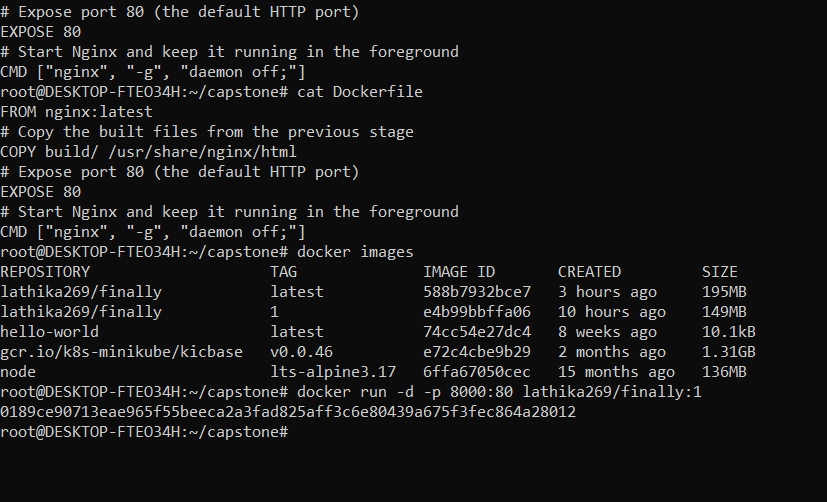 # Expose port 80 (the default HTTP port)
EXPOSE 80
# Start Nginx and keep it running in the foreground
CMD ["nginx", "-g", "daemon off;"]
root@DESKTOP-FTEO34H:~/capstone# cat Dockerfile
FROM nginx:latest
# Copy the built files from the previous stage
COPY build/ /usr/share/nginx/html
# Expose port 80 (the default HTTP port)
EXPOSE 80
# Start Nginx and keep it running in the foreground
CMD ["nginx", "-g", "daemon off;"]
root@DESKTOP-FTEO34H:~/capstone# docker images
REPOSITORY                    TAG              IMAGE ID       CREATED         SIZE
lathika269/finally            latest           588b7932bce7   3 hours ago     195MB
lathika269/finally            1                e4b99bbffa06   10 hours ago    149MB
hello-world                   latest           74cc54e27dc4   8 weeks ago     10.1kB
gcr.io/k8s-minikube/kicbase   v0.0.46          e72c4cbe9b29   2 months ago    1.31GB
node                          lts-alpine3.17   6ffa67050cec   15 months ago   136MB
root@DESKTOP-FTEO34H:~/capstone# docker run -d -p 8000:80 lathika269/finally:1
0189ce90713eae965f55beeca2a3fad825aff3c6e80439a675f3fec864a28012
root@DESKTOP-FTEO34H:~/capstone#